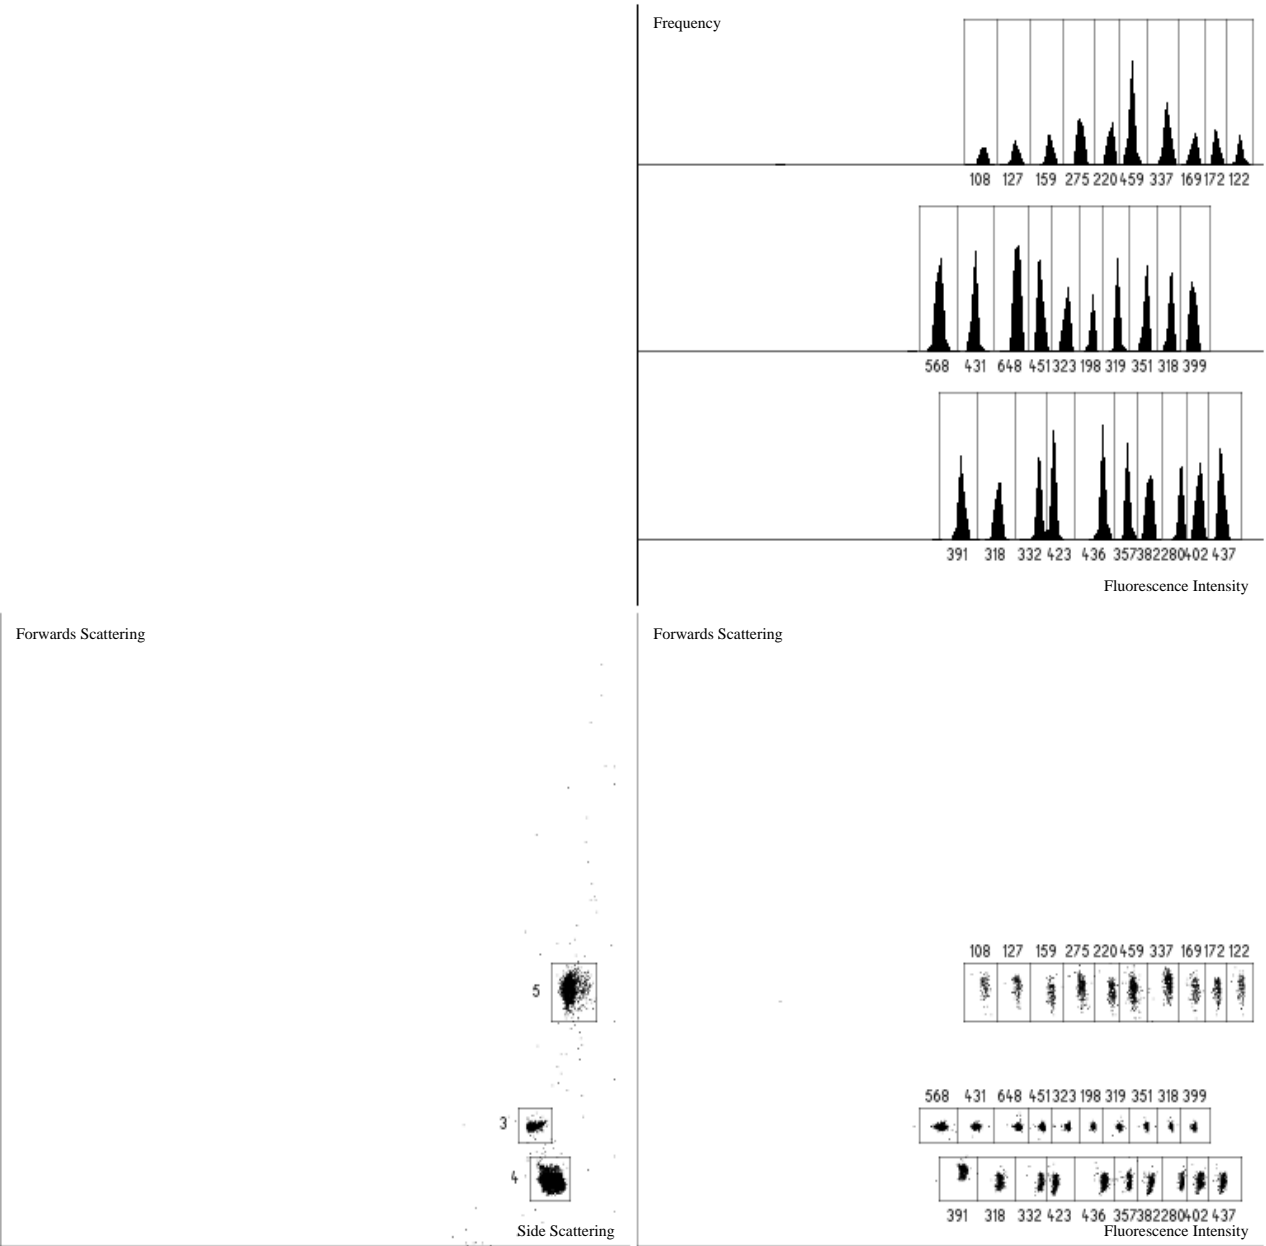 Frequency
108 127 159 275 220 459 337 169 172 122
568 431 648 451 323 198 319 351 318 399
391 318 332 423 436 357 382 280 402 437
Fluorescence Intensity
Forwards Scattering
5
3
4
Side Scattering
Forwards Scattering
108 127 159 275 220 459 337 169 172 122
568 431 648 451 323 198 319 351 318 399
391 318 332 423 436 357 382 280 402 437
Fluorescence Intensity